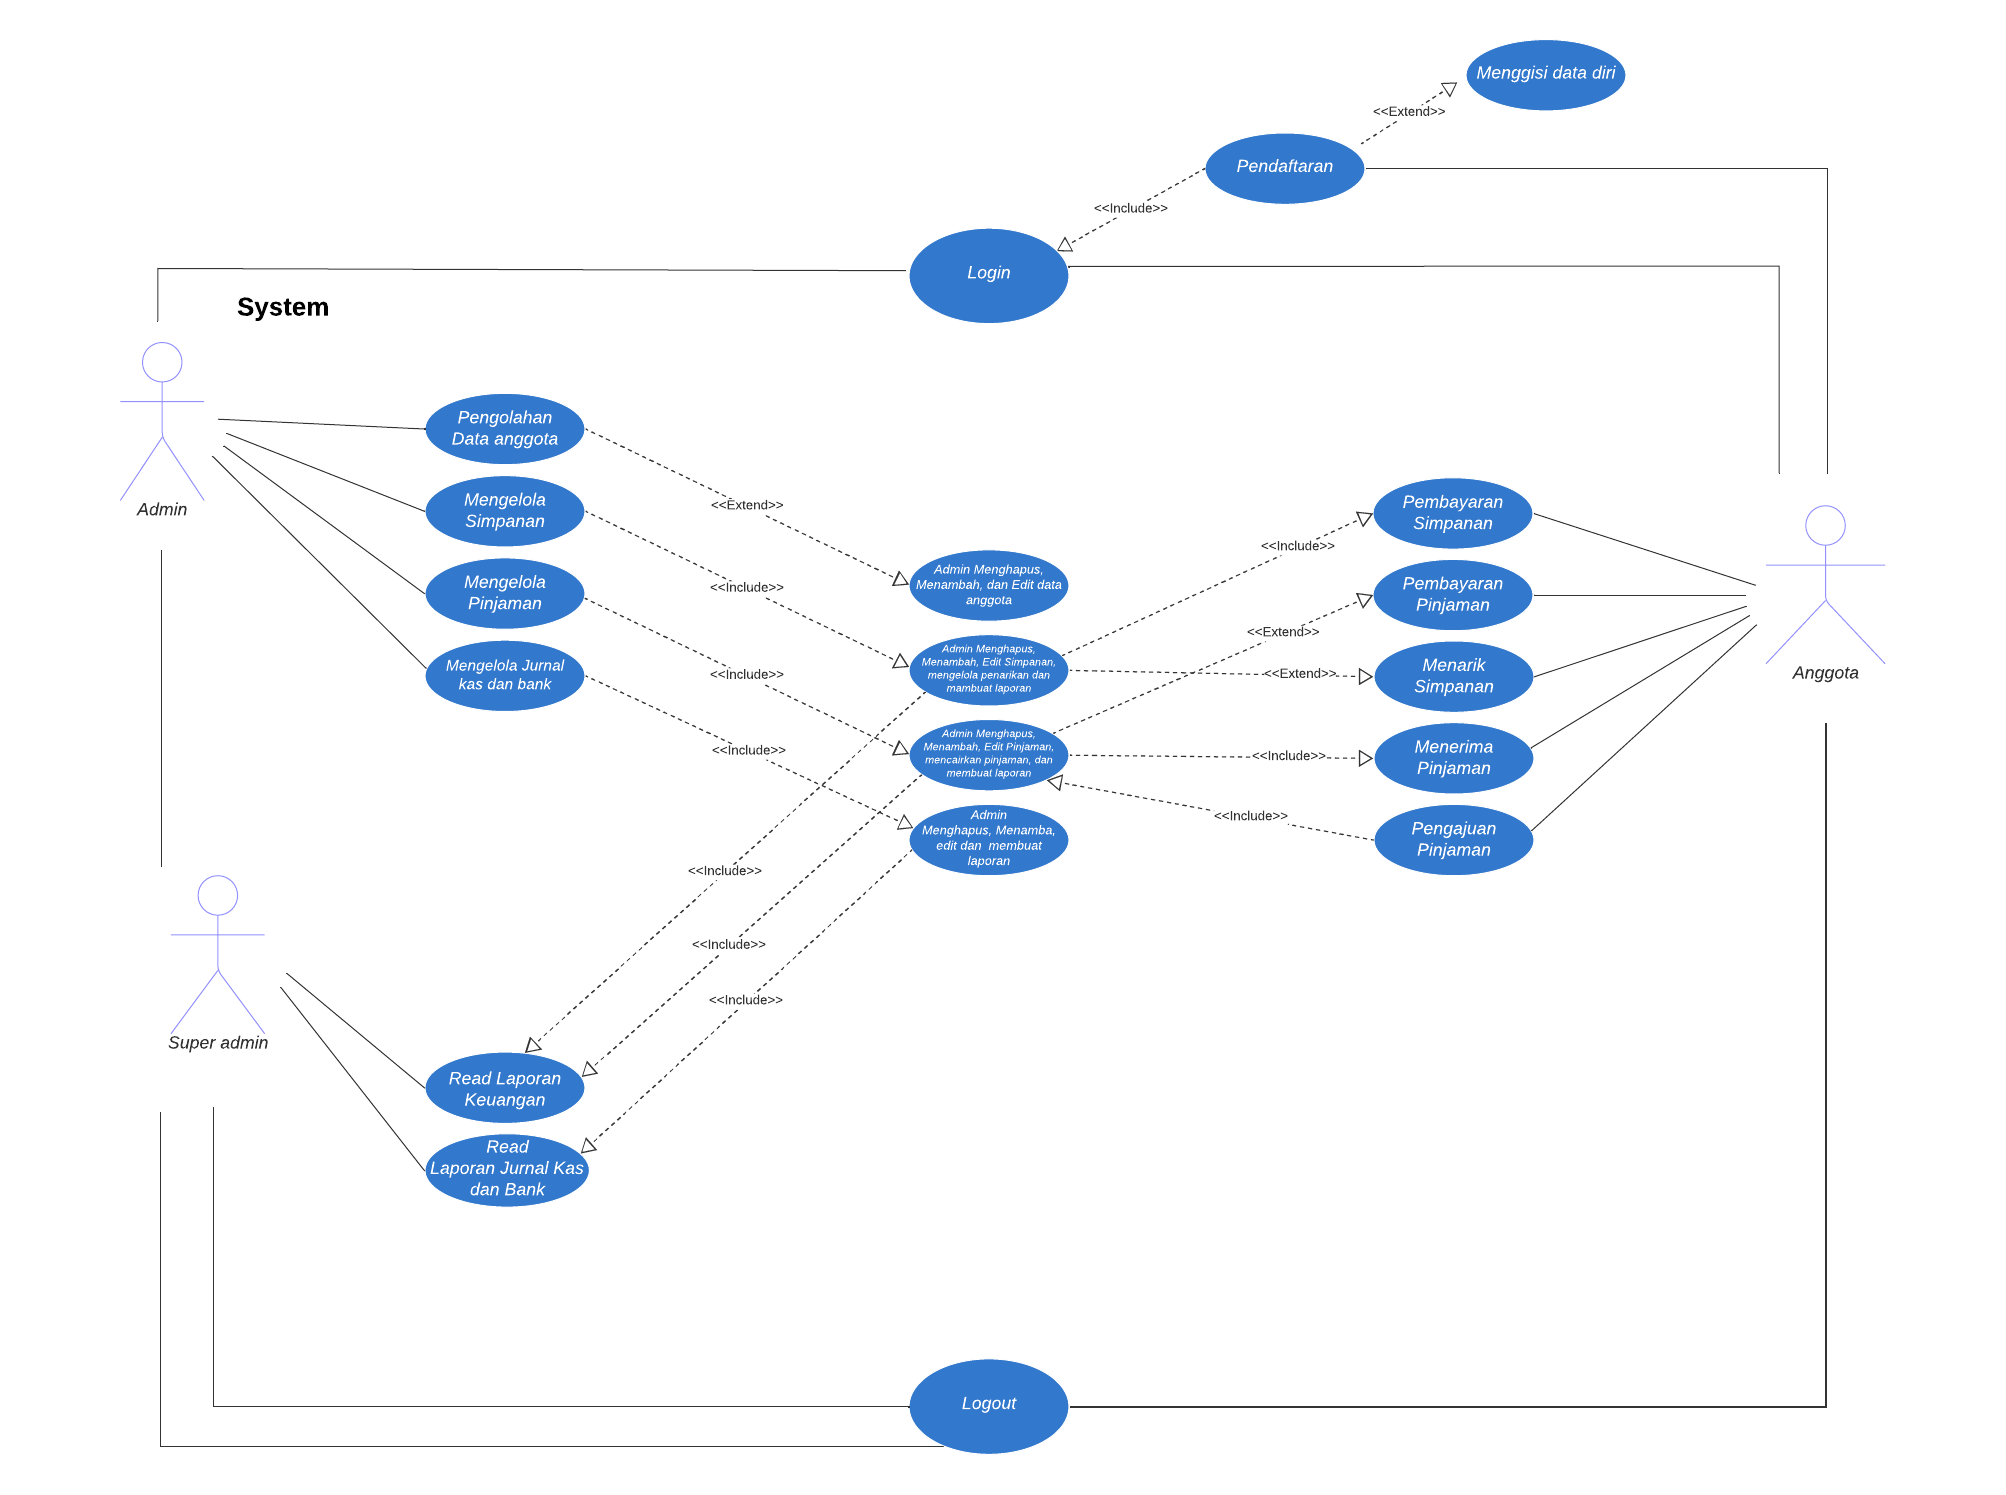 Menggisi data diri
<<Extend>>
Pendaftaran
<<Include>>
Login
System
Admin
Pengolahan
Data anggota
Mengelola
Simpanan
Mengelola
Pinjaman
Mengelola Jurnal
kas dan bank
<<Extend>>
<<Include>>
<<Include>>
<<Include>>
Admin Menghapus,
Menambah, dan Edit data
anggota
Admin Menghapus,
Menambah, Edit Simpanan,
mengelola penarikan dan
mambuat laporan
Admin Menghapus,
Menambah, Edit Pinjaman,
mencairkan pinjaman, dan
membuat laporan
Admin
Menghapus, Menamba,
edit dan  membuat
laporan
<<Include>>
<<Extend>>
<<Extend>>
<<Include>>
<<Include>>
Pembayaran
Simpanan
Pembayaran
Pinjaman
Menarik
Simpanan
Menerima
Pinjaman
Pengajuan
Pinjaman
Anggota
<<Include>>
<<Include>>
<<Include>>
Super admin
Read Laporan
Keuangan
Read
Laporan Jurnal Kas
dan Bank
Logout